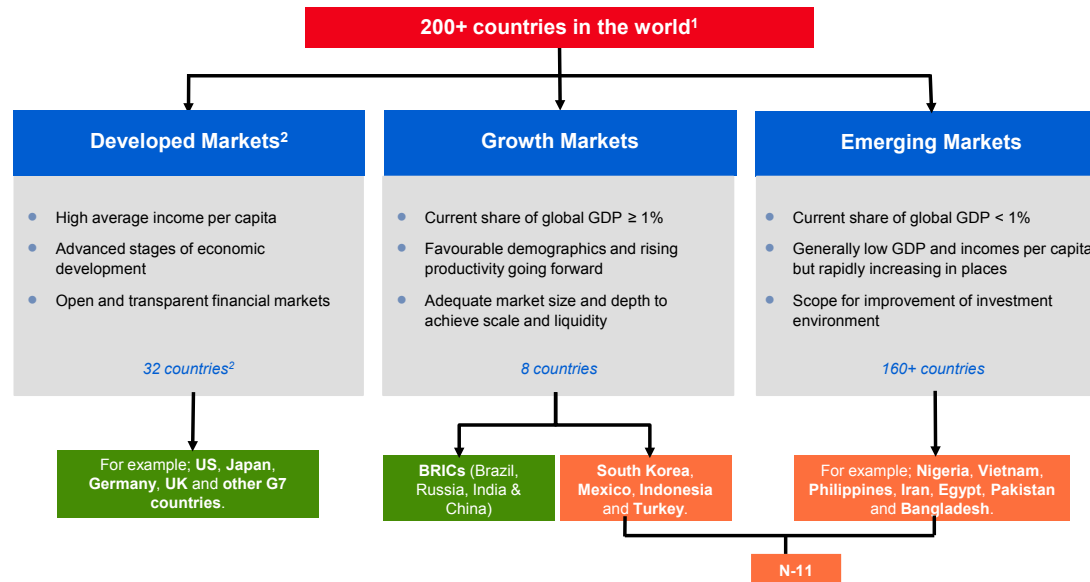 200+ countries in the world¹
Developed Markets²
High average income per capita
Advanced stages of economic
development
Open and transparent financial markets
32 countries²
For example; US, Japan,
Germany, UK and other G7
countries.
Growth Markets
Current share of global GDP ≥ 1%
Favourable demographics and rising
productivity going forward
Adequate market size and depth to
achieve scale and liquidity
8 countries
BRICs (Brazil,
Russia, India &
China)
South Korea,
Mexico, Indonesia
and Turkey.
Emerging Markets
Current share of global GDP < 1%
Generally low GDP and incomes per capita
but rapidly increasing in places
Scope for improvement of investment
environment
160+ countries
For example; Nigeria, Vietnam,
Philippines, Iran, Egypt, Pakistan
and Bangladesh.
N-11